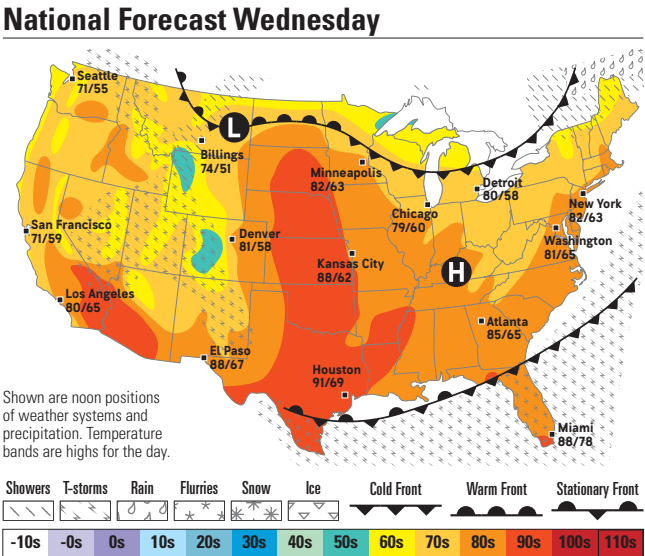 National Forecast Wednesday
Seattle
71/55
L
Billings
74/51
Minneapolis
82/63
Detroit
80/58
Chicago
79/60
New York
82/63
San Francisco
71/59
Denver
81/58
Washington
81/65
Kansas City
88/62
H
Los Angeles
80/65
Atlanta
85/65
El Paso
88/67
Houston
91/69
Miami
88/78
Shown are noon positions
of weather systems and
precipitation. Temperature
bands are highs for the day.
Showers T-storms Rain Flurries Snow Ice Cold Front Warm Front Stationary Front
-10s -0s 0s 10s 20s 30s 40s 50s 60s 70s 80s 90s 100s 110s